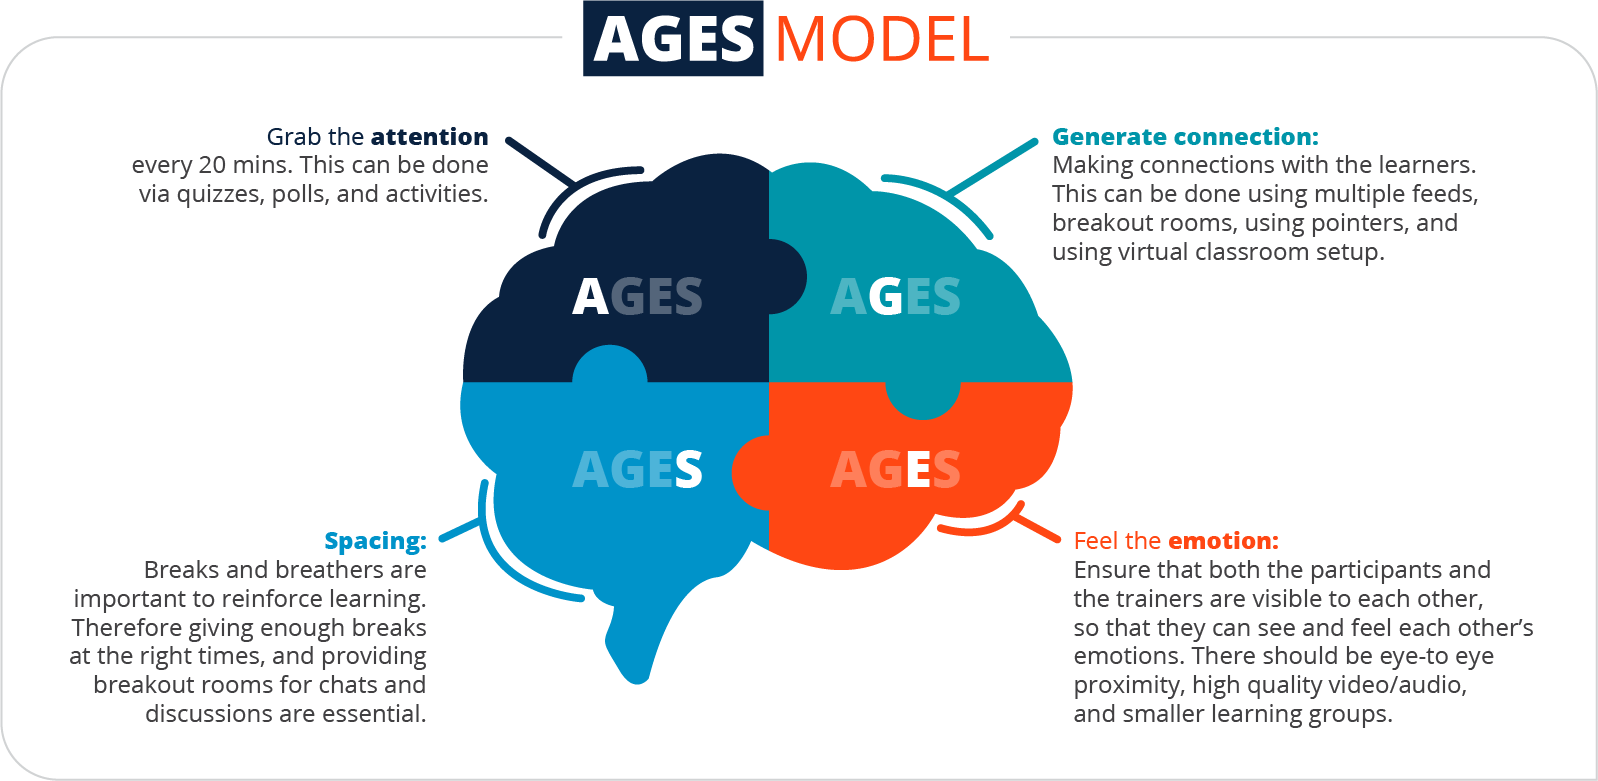 AGES MODEL
Grab the attention
every 20 mins. This can be done
via quizzes, polls, and activities.
Generate connection:
Making connections with the learners.
This can be done using multiple feeds,
breakout rooms, using pointers, and
using virtual classroom setup.
AGES
AGES
AGES
AGES
Spacing:
Breaks and breathers are
important to reinforce learning.
Therefore giving enough breaks
at the right times, and providing
breakout rooms for chats and
discussions are essential.
Feel the emotion:
Ensure that both the participants and
the trainers are visible to each other,
so that they can see and feel each other’s
emotions. There should be eye-to eye
proximity, high quality video/audio,
and smaller learning groups.